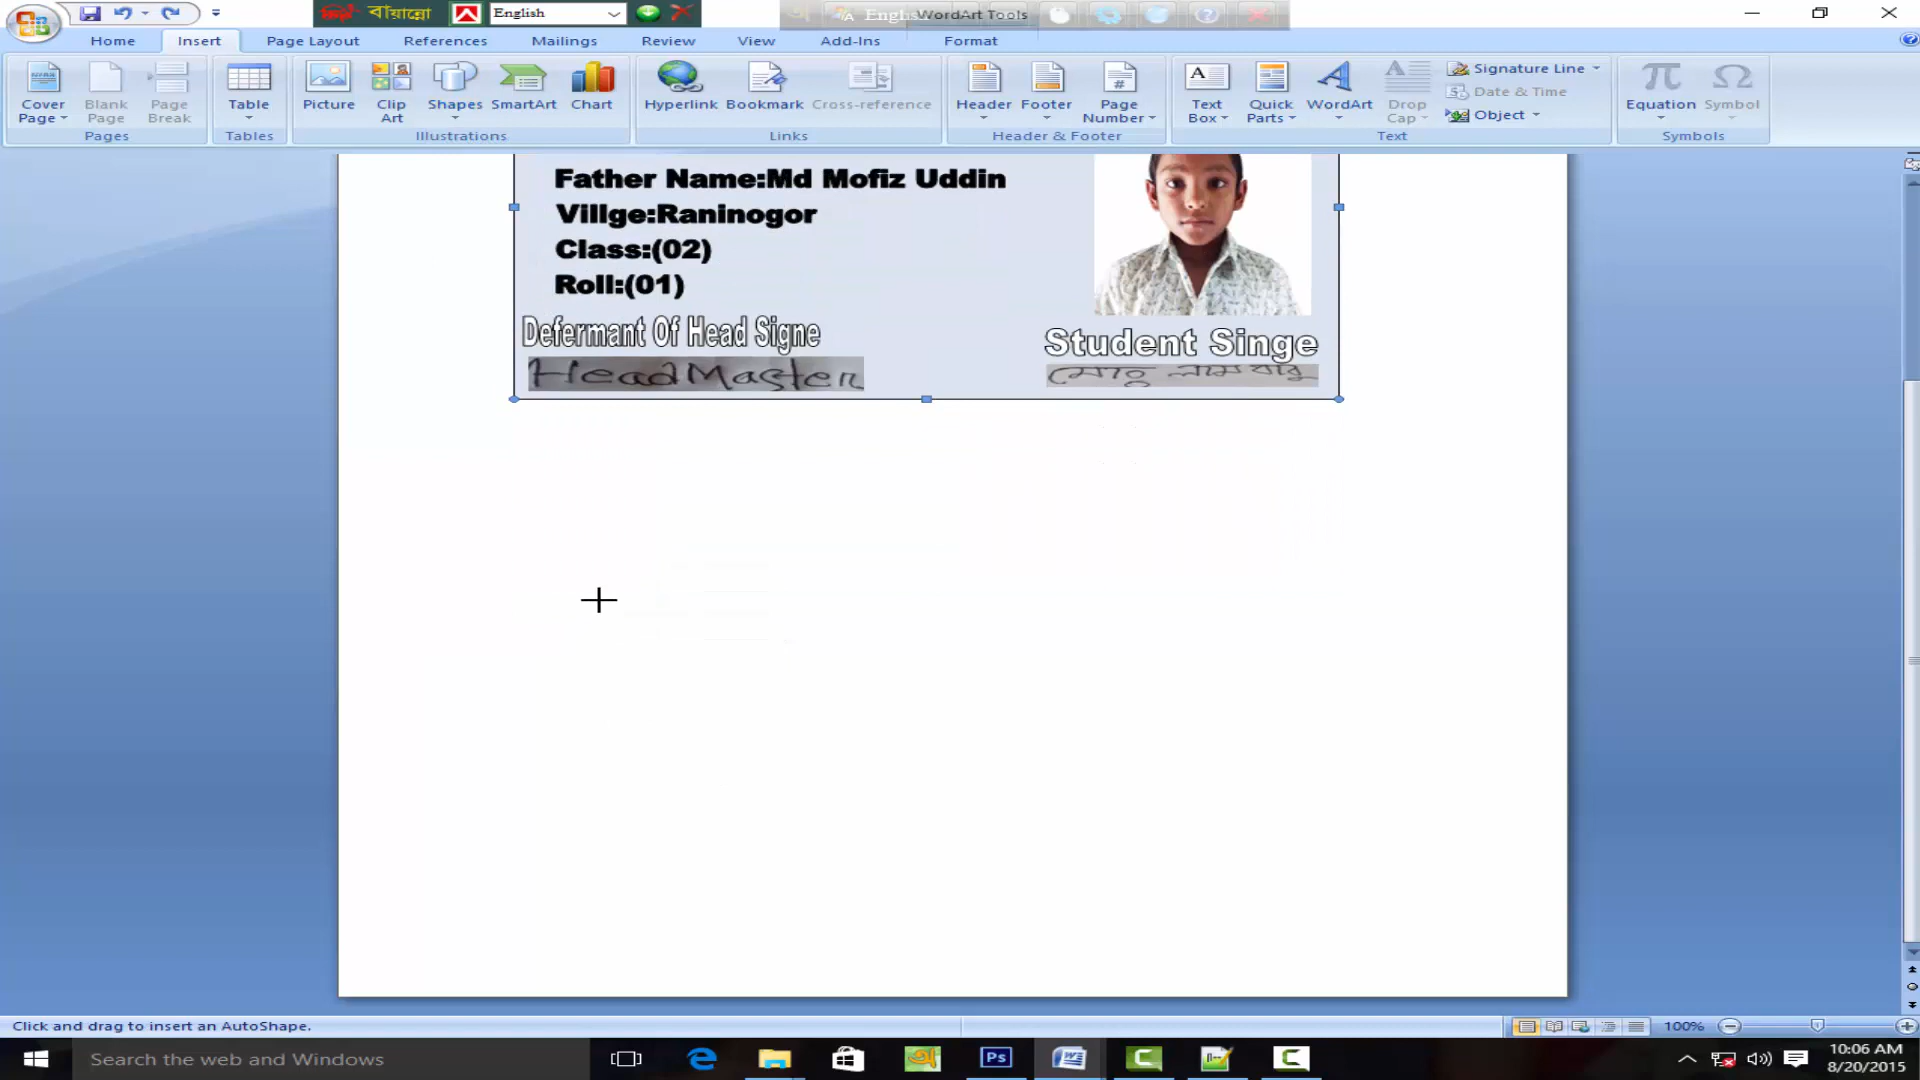 বায়ান্নো
English
English
WordArt Tools
Home
Insert
Page Layout
References
Mailings
Review
View
Add-Ins
Format
Cover Page
Blank Page
Page Break
Pages
Table
Tables
Picture
Clip Art
Shapes
SmartArt
Chart
Illustrations
Hyperlink
Bookmark
Cross-reference
Links
Header
Footer
Page Number
Header & Footer
Text Box
Quick Parts
WordArt
Drop Cap
Signature Line
Date & Time
Object
Text
Equation
Symbol
Symbols
Father Name:Md Mofiz Uddin
Villge:Raninogor
Class:(02)
Roll:(01)
Defermant Of Head Signe
Head Master
Student Singe
Click and drag to insert an AutoShape.
100%
Search the web and Windows
Ps
10:06 AM
8/20/2015